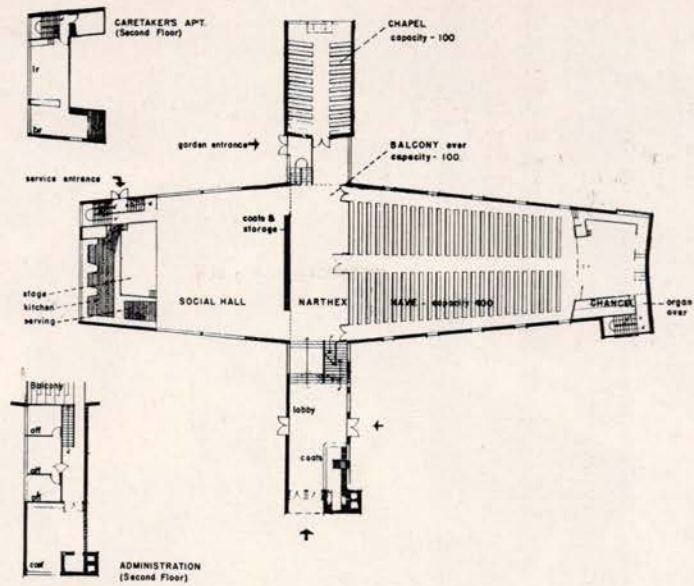 CARETAKER'S AP'T.
(Second Floor)
lr
br
CHAPEL
capacity - 100
garden entrance
BALCONY over
capacity - 100.
service entrance
coats &
storage
stage
kitchen
serving
SOCIAL HALL
NARTHEX
NAVE - capacity 400
CHANCEL
organ
over
Balcony
off
off
off
conf
lobby
coats
ADMINISTRATION
(Second Floor)